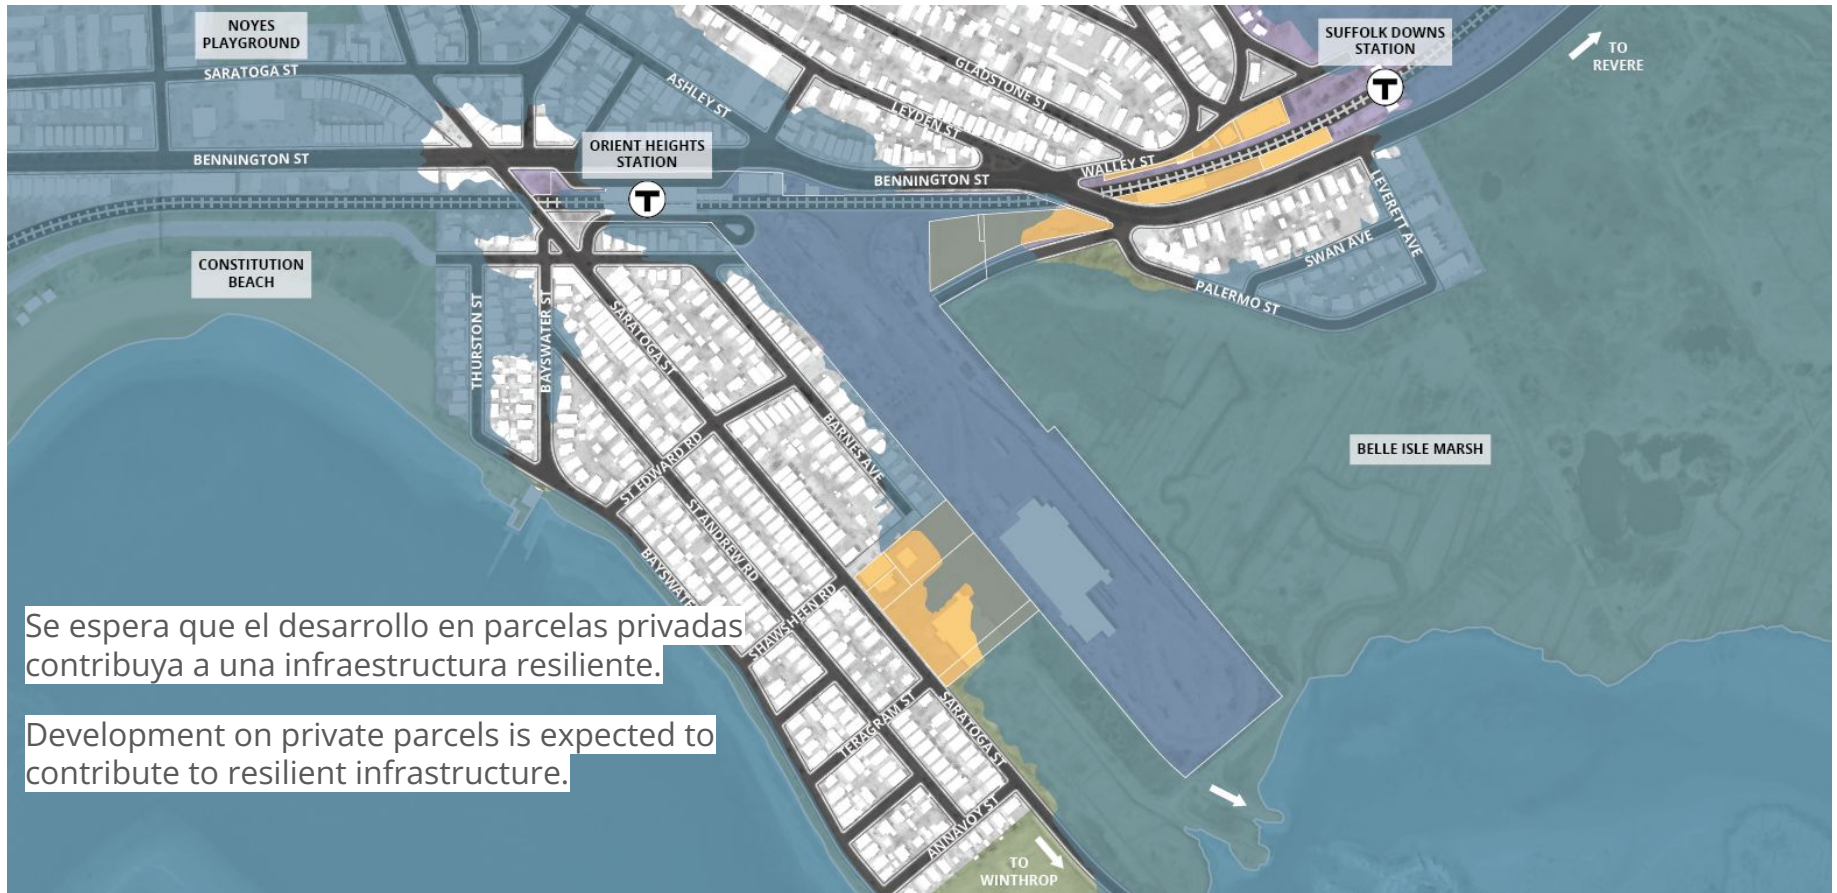 NOYES
PLAYGROUND
SARATOGA ST
ASHLEY ST
GLADSTONE ST
LEYDEN ST
SUFFOLK DOWNS
STATION
T
TO
REVERE
BENNINGTON ST
ORIENT HEIGHTS
STATION
T
BENNINGTON ST
WALLEY ST
LEVERETT AVE
SWAN AVE
PALERMO ST
CONSTITUTION
BEACH
THURSTON ST
BAYSWATER ST
SARATOGA ST
BARNES AVE
ST EDWARD RD
ST ANDREW RD
BAYSWATE
SHAWSHEEN RD
BELLE ISLE MARSH
Se espera que el desarrollo en parcelas privadas
contribuya a una infraestructura resiliente.
Development on private parcels is expected to
contribute to resilient infrastructure.
TERAGRAM ST
SARATOGA ST
ANNAVOY ST
TO
WINTHROP